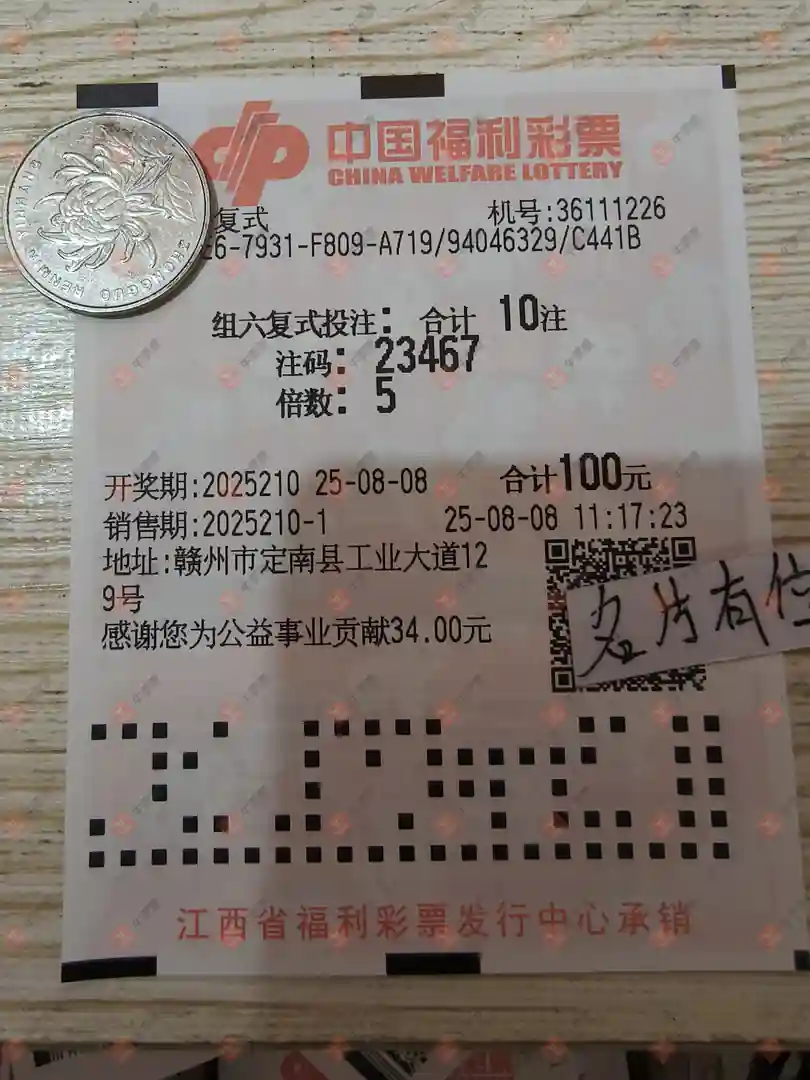 中国福利彩票
CHINA WELFARE LOTTERY
复式 机号:36111226
E6-7931-F809-A719/94046329/C441B
组六复式投注: 合计 10注
注码: 23467
倍数: 5
开奖期:2025210 25-08-08 合计100元
销售期:2025210-1 25-08-08 11:17:23
地址:赣州市定南县工业大道12
9号
感谢您为公益事业贡献34.00元
名片有位
江西省福利彩票发行中心承销